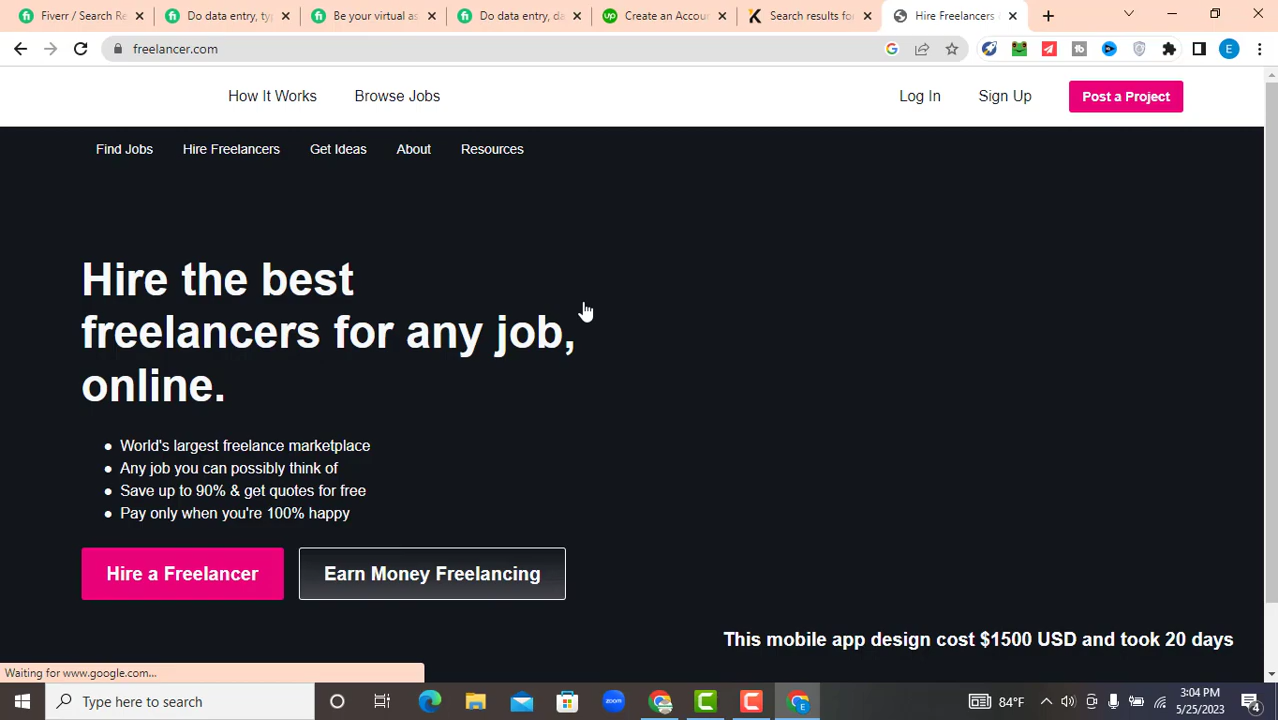 Fiverr / Search Re
Do data entry, ty
Be your virtual as
Do data entry, da
Create an Accou
Search results fo
Hire Freelancers
freelancer.com
How It Works
Browse Jobs
Log In
Sign Up
Post a Project
Find Jobs
Hire Freelancers
Get Ideas
About
Resources
Hire the best
freelancers for any job,
online.
World's largest freelance marketplace
Any job you can possibly think of
Save up to 90% & get quotes for free
Pay only when you're 100% happy
Hire a Freelancer
Earn Money Freelancing
This mobile app design cost $1500 USD and took 20 days
Waiting for www.google.com...
Type here to search
zoom
84°F
3:04 PM
5/25/2023
4